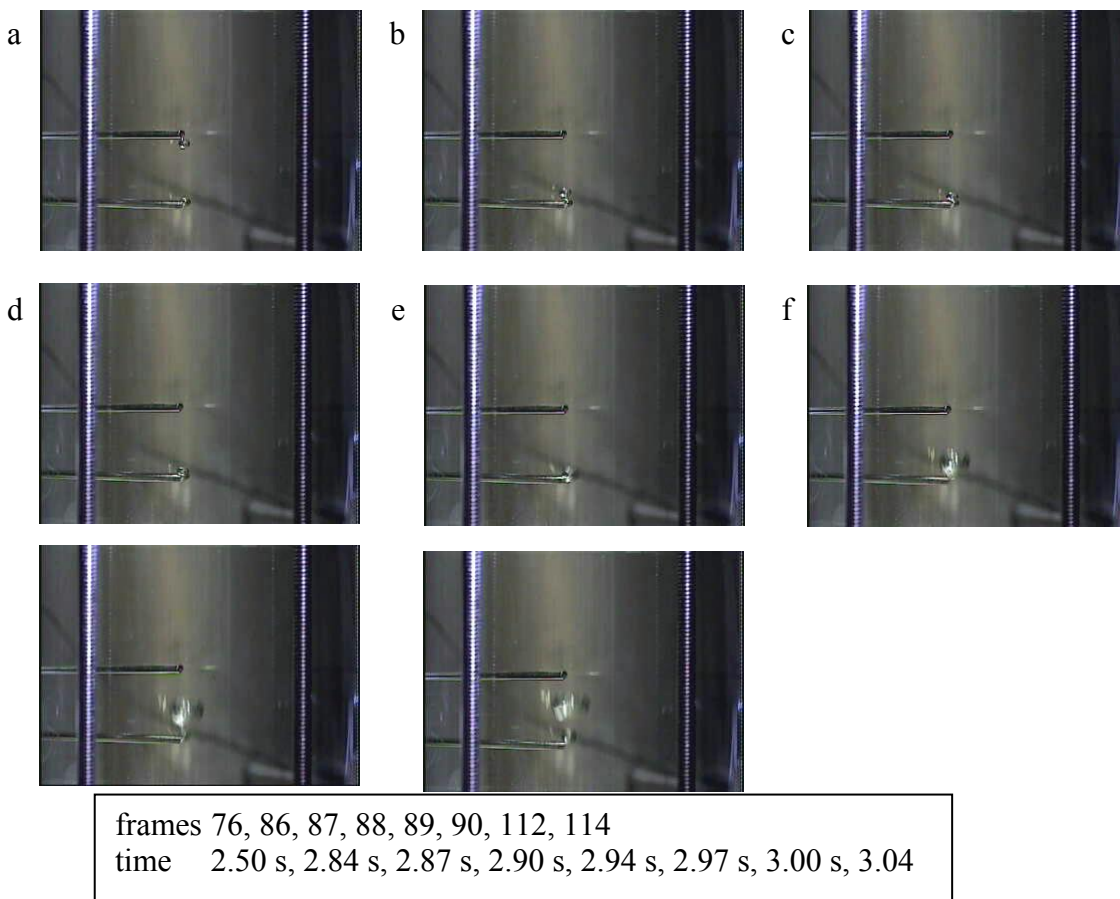 a
b
c
d
e
f
frames 76, 86, 87, 88, 89, 90, 112, 114
time 2.50 s, 2.84 s, 2.87 s, 2.90 s, 2.94 s, 2.97 s, 3.00 s, 3.04